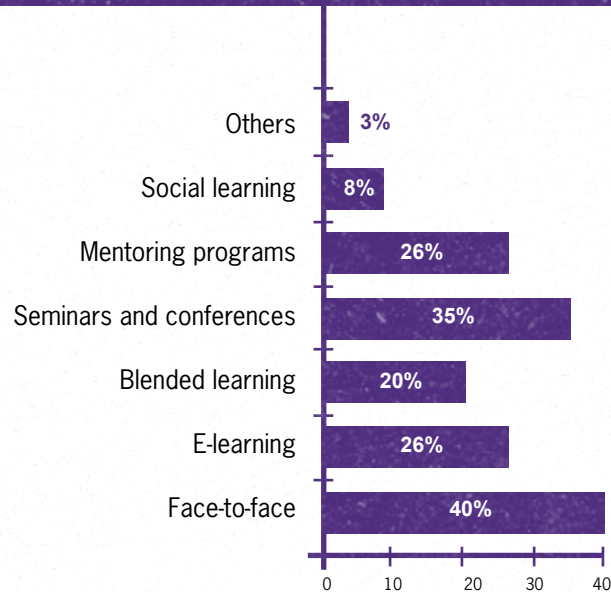 Others 3%
Social learning 8%
Mentoring programs 26%
Seminars and conferences 35%
Blended learning 20%
E-learning 26%
Face-to-face 40%
0 10 20 30 40